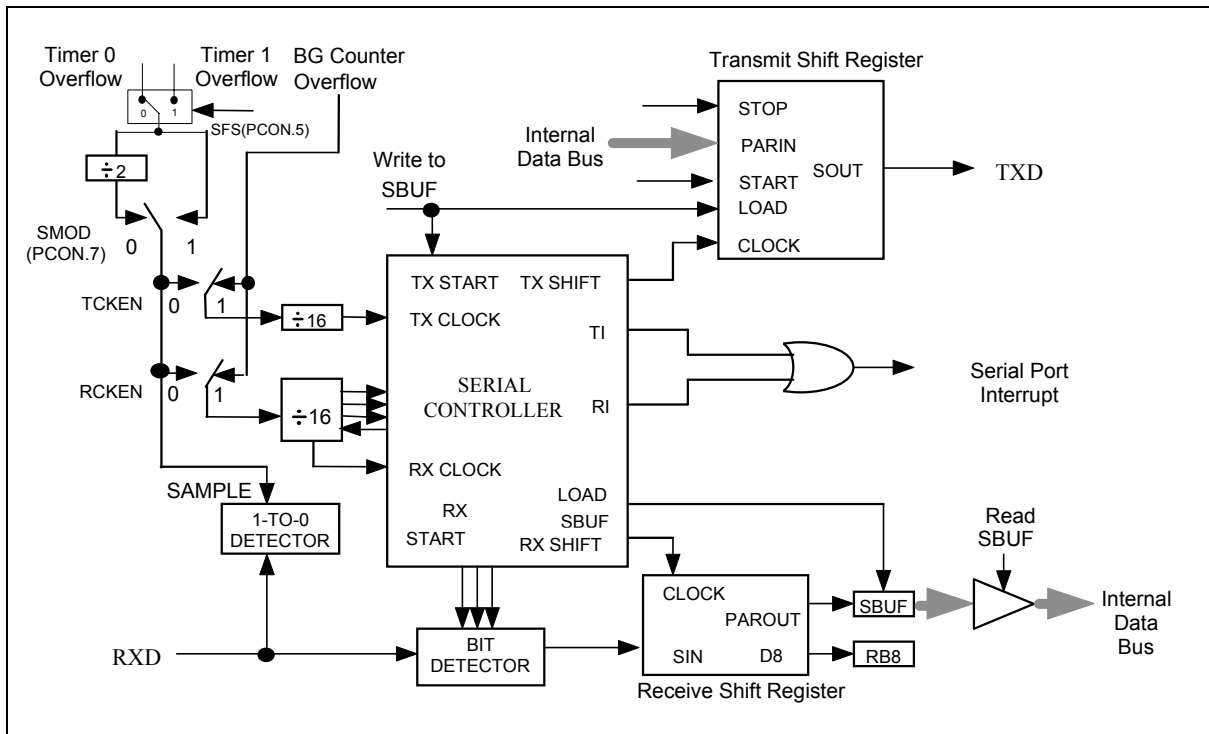 Timer 0
Overflow
Timer 1
Overflow
BG Counter
Overflow
0 1
SFS(PCON.5)
÷2
SMOD
(PCON.7)
0 1
TCKEN
0 1
÷16
RCKEN
0 1
÷16
SAMPLE
1-TO-0
DETECTOR
RXD
Write to
SBUF
TX START
TX SHIFT
TX CLOCK
TI
SERIAL
CONTROLLER
RI
RX CLOCK
LOAD
SBUF
RX
START
RX SHIFT
BIT
DETECTOR
Transmit Shift Register
Internal
Data Bus
STOP
PARIN
SOUT
START
LOAD
CLOCK
TXD
Serial Port
Interrupt
CLOCK
PAROUT
SIN
D8
Receive Shift Register
SBUF
RB8
Read
SBUF
Internal
Data
Bus